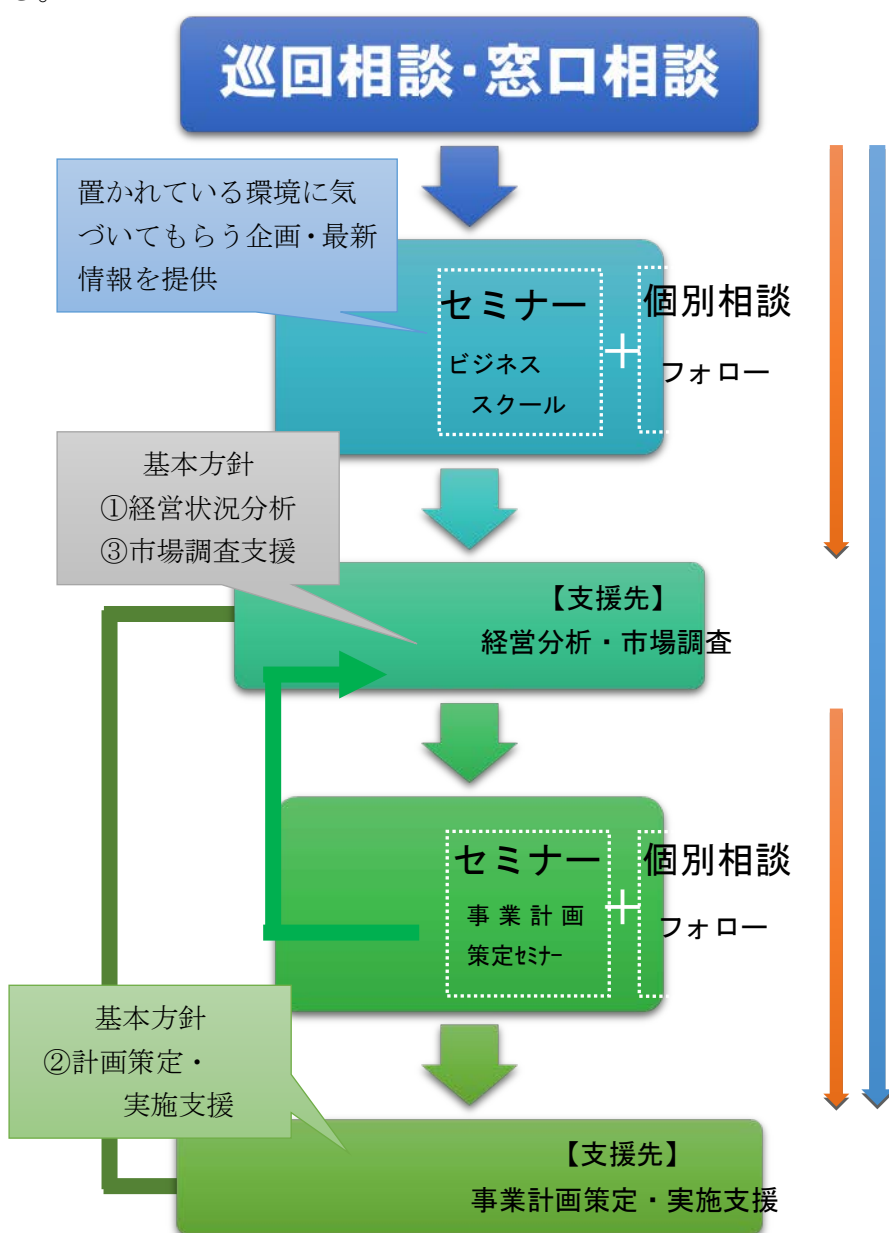 る。
巡回相談・窓口相談
置かれている環境に気
づいてもらう企画・最新
情報を提供
セミナー
ビジネス
スクール
＋
個別相談
フォロー
基本方針
①経営状況分析
③市場調査支援
【支援先】
経営分析・市場調査
セミナー
事業計画
策定ｾﾐﾅｰ
＋
個別相談
フォロー
基本方針
②計画策定・
実施支援
【支援先】
事業計画策定・実施支援